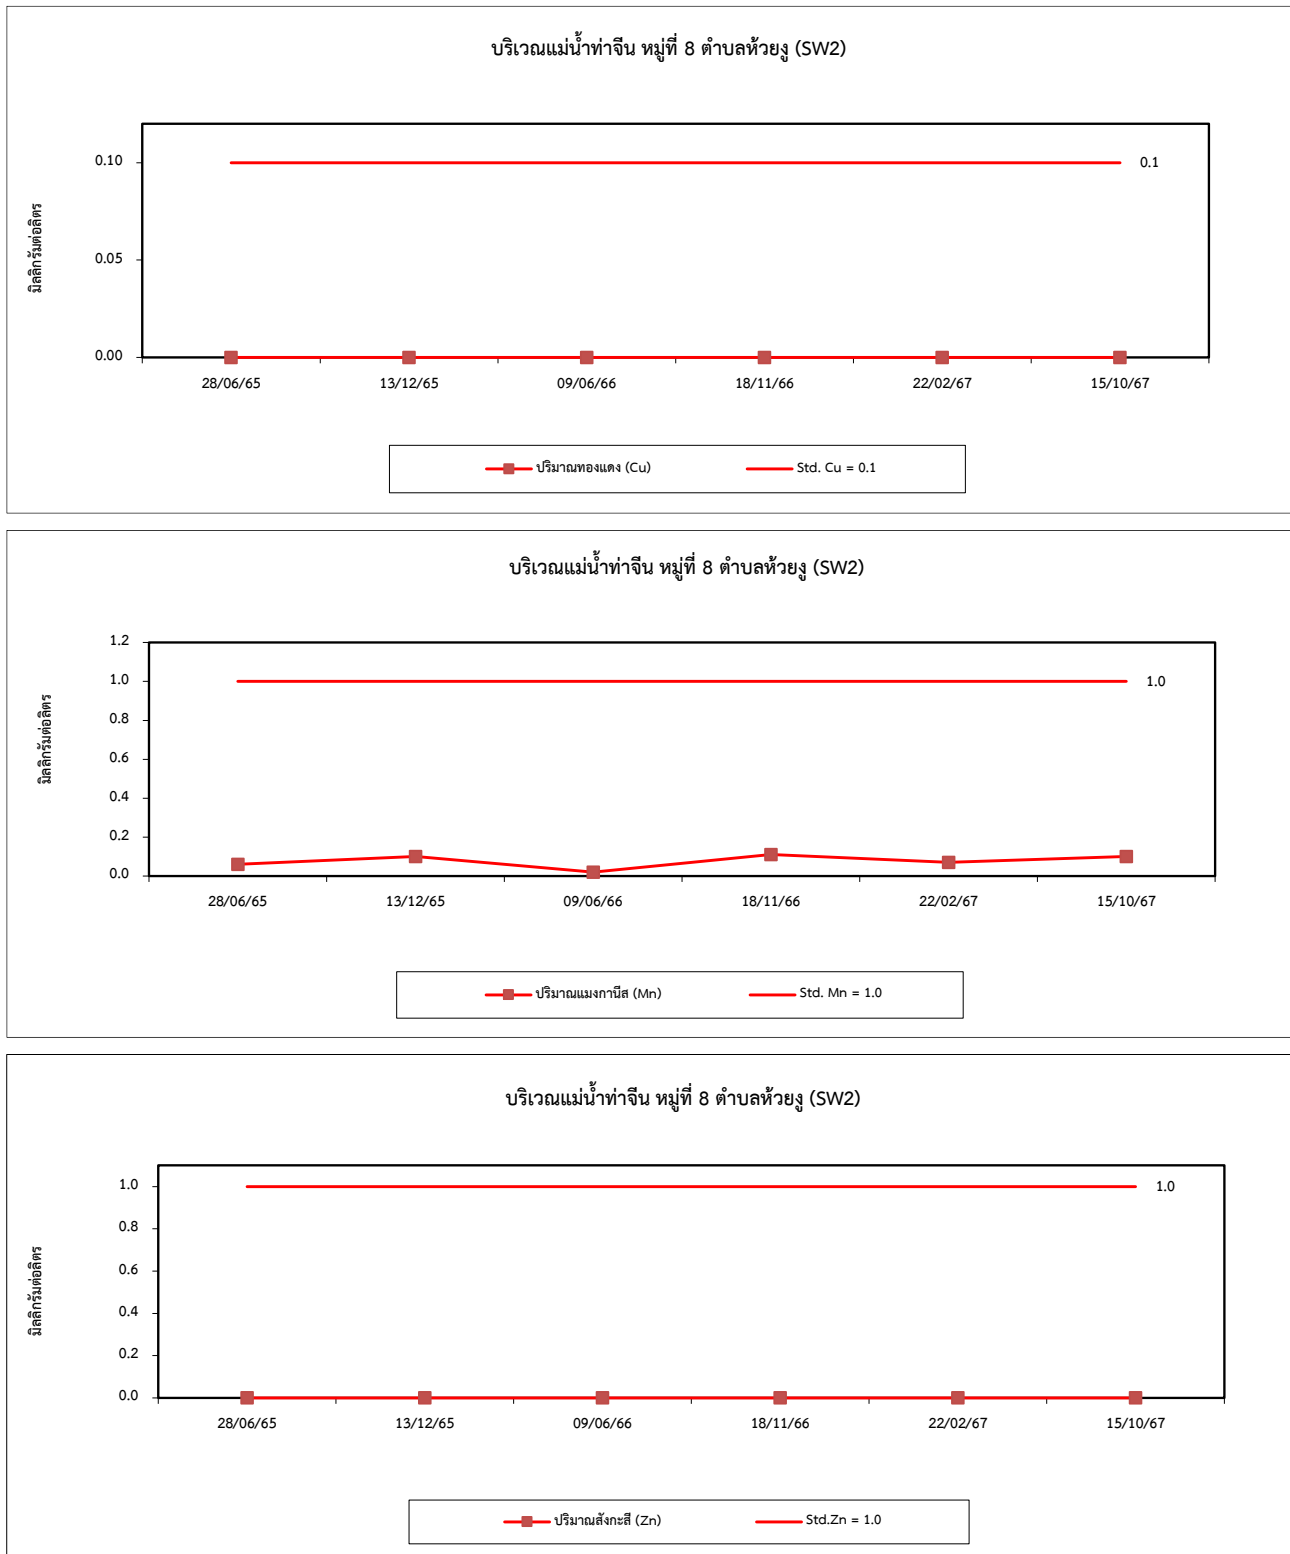 บริเวณแม่น้ำท่าจีน หมู่ที่ 8 ตำบลห้วยงู (SW2)
มิลลิกรัมต่อลิตร
0.10
0.05
0.00
0.1
28/06/65 13/12/65 09/06/66 18/11/66 22/02/67 15/10/67
ปริมาณทองแดง (Cu) Std. Cu = 0.1
บริเวณแม่น้ำท่าจีน หมู่ที่ 8 ตำบลห้วยงู (SW2)
มิลลิกรัมต่อลิตร
1.2
1.0
0.8
0.6
0.4
0.2
0.0
1.0
28/06/65 13/12/65 09/06/66 18/11/66 22/02/67 15/10/67
ปริมาณแมงกานีส (Mn) Std. Mn = 1.0
บริเวณแม่น้ำท่าจีน หมู่ที่ 8 ตำบลห้วยงู (SW2)
มิลลิกรัมต่อลิตร
1.0
0.8
0.6
0.4
0.2
0.0
1.0
28/06/65 13/12/65 09/06/66 18/11/66 22/02/67 15/10/67
ปริมาณสังกะสี (Zn) Std.Zn = 1.0